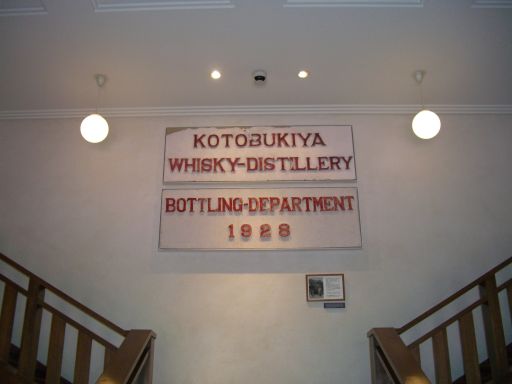 KOTOBUKIYA
WHISKY-DISTILLERY
BOTTLING-DEPARTMENT
1928